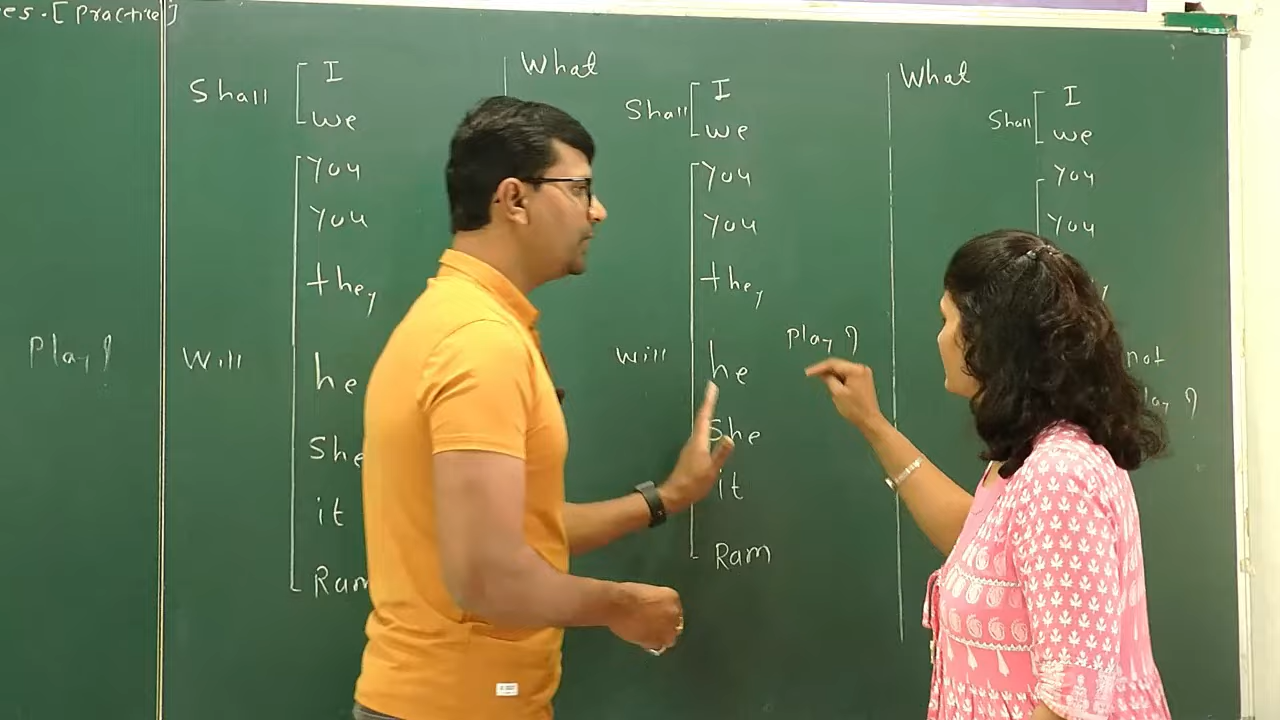 es. [Practice]
Play?
Shall
I
we
you
you
they
Will
he
She
it
Ram
What
Shall
I
we
you
you
they
Will
he
She
it
Ram
Play?
What
Shall
I
we
you
you
not